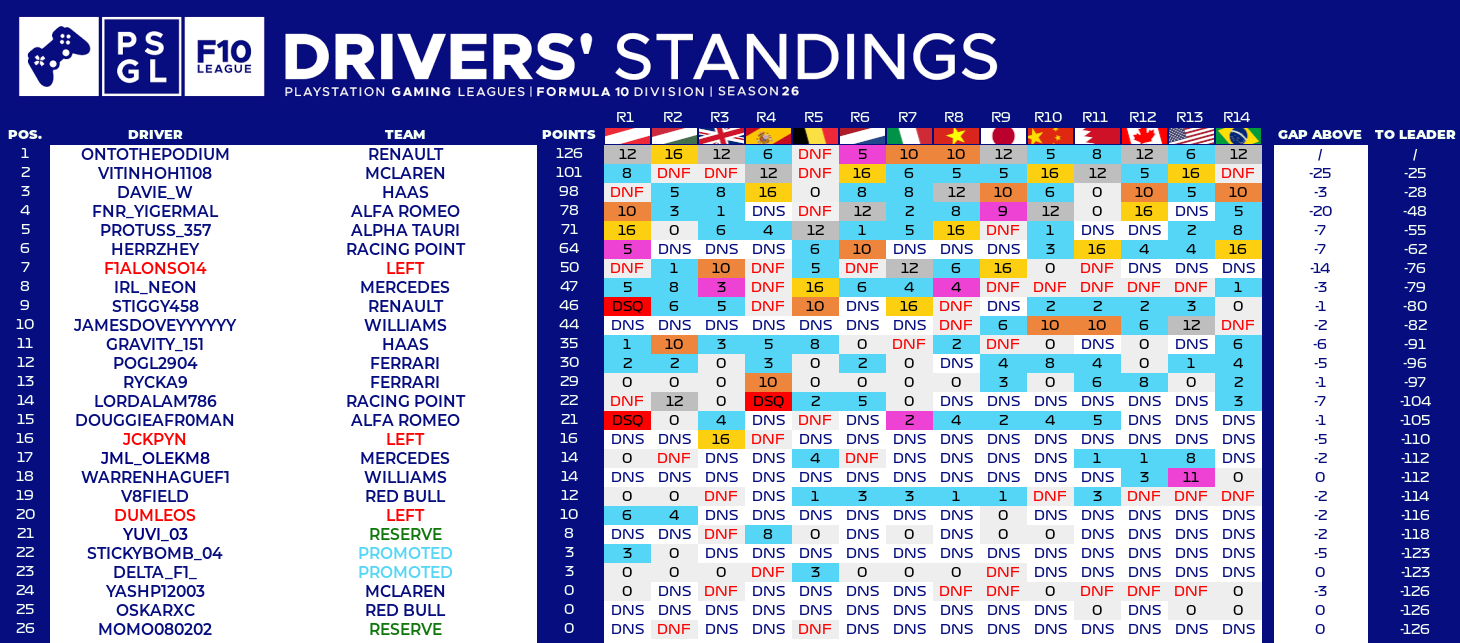 PS
GL
F10
LEAGUE
DRIVERS' STANDINGS
PLAYSTATION GAMING LEAGUES | FORMULA 10 DIVISION | SEASON 26
R1 R2 R3 R4 R5 R6 R7 R8 R9 R10 R11 R12 R13 R14
POS. DRIVER TEAM POINTS GAP ABOVE TO LEADER
1 ONTOTHEPODIUM RENAULT 126 12 16 12 6 DNF 5 10 10 12 5 8 12 6 12 / /
2 VITINHOH1108 MCLAREN 101 8 DNF DNF 12 DNF 16 6 5 5 16 12 5 16 DNF -25 -25
3 DAVIE_W HAAS 98 DNF 5 8 16 0 8 8 12 10 6 0 10 5 10 -3 -28
4 FNR_YIGERMAL ALFA ROMEO 78 10 3 1 DNS DNF 12 2 8 9 12 0 16 DNS 5 -20 -48
5 PROTUSS_357 ALPHA TAURI 71 16 0 6 4 12 1 5 16 DNF 1 DNS DNS 2 8 -7 -55
6 HERRZHEY RACING POINT 64 5 DNS DNS DNS 6 10 DNS DNS DNS 3 16 4 4 16 -7 -62
7 F1ALONSO14 LEFT 50 DNF 1 10 DNF 5 DNF 12 6 16 0 DNF DNS DNS DNS -14 -76
8 IRL_NEON MERCEDES 47 5 8 3 DNF 16 6 4 4 DNF DNF DNF DNF DNF 1 -3 -79
9 STIGGY458 RENAULT 46 DSQ 6 5 DNF 10 DNS 16 DNF DNS 2 2 2 3 0 -1 -80
10 JAMESDOVEYYYYYY WILLIAMS 44 DNS DNS DNS DNS DNS DNS DNS DNF 6 10 10 6 12 DNF -2 -82
11 GRAVITY_151 HAAS 35 1 10 3 5 8 0 DNF 2 DNF 0 DNS 0 DNS 6 -6 -91
12 POGL2904 FERRARI 30 2 2 0 3 0 2 0 DNS 4 8 4 0 1 4 -5 -96
13 RYCKA9 FERRARI 29 0 0 0 10 0 0 0 0 3 0 6 8 0 2 -1 -97
14 LORDALAM786 RACING POINT 22 DNF 12 0 DSQ 2 5 0 DNS DNS DNS DNS DNS DNS 3 -7 -104
15 DOUGGIEAFR0MAN ALFA ROMEO 21 DSQ 0 4 DNS DNF DNS 2 4 2 4 5 DNS DNS DNS -1 -105
16 JCKPYN LEFT 16 DNS DNS 16 DNF DNS DNS DNS DNS DNS DNS DNS DNS DNS DNS -5 -110
17 JML_OLEKM8 MERCEDES 14 0 DNF DNS DNS 4 DNF DNS DNS DNS DNS 1 1 8 DNS -2 -112
18 WARRENHAGUEF1 WILLIAMS 14 DNS DNS DNS DNS DNS DNS DNS DNS DNS DNS DNS 3 11 0 0 -112
19 V8FIELD RED BULL 12 0 0 DNF DNS 1 3 3 1 1 DNF 3 DNF DNF DNF -2 -114
20 DUMLEOS LEFT 10 6 4 DNS DNS DNS DNS DNS DNS 0 DNS DNS DNS DNS DNS -2 -116
21 YUVI_03 RESERVE 8 DNS DNS DNF 8 0 DNS 0 DNS 0 0 DNS DNS DNS DNS -2 -118
22 STICKYBOMB_04 PROMOTED 3 3 0 DNS DNS DNS DNS DNS DNS DNS DNS DNS DNS DNS DNS -5 -123
23 DELTA_F1_ PROMOTED 3 0 0 0 DNF 3 0 0 0 DNF DNS DNS DNS DNS DNS 0 -123
24 YASHP12003 MCLAREN 0 0 DNS DNF DNS DNS DNS DNS DNF DNF 0 DNF DNF DNF 0 -3 -126
25 OSKARXC RED BULL 0 DNS DNS DNS DNS DNS DNS DNS DNS DNS DNS 0 DNS 0 0 0 -126
26 MOMO080202 RESERVE 0 DNS DNF DNS DNS DNF DNS DNS DNS DNS DNS DNS DNS DNS DNS 0 -126